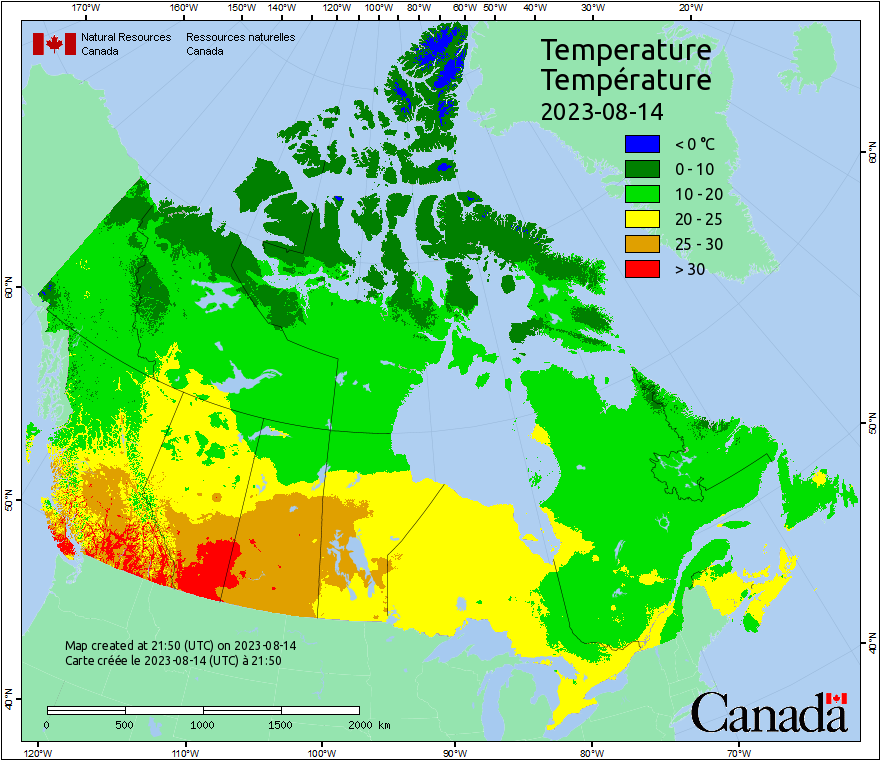 170°W 160°W 150°W 140°W 120°W 100°W 80°W 60°W 50°W 40°W 30°W 20°W
Natural Resources Ressources naturelles
Canada Canada
Temperature
Température
2023-08-14
< 0 °C
0 - 10
10 - 20
20 - 25
25 - 30
> 30
60°N
60°N
50°N
50°N
40°N
40°N
Map created at 21:50 (UTC) on 2023-08-14
Carte créée le 2023-08-14 (UTC) à 21:50
0 500 1000 1500 2000 km
Canada
120°W 110°W 100°W 90°W 80°W 70°W